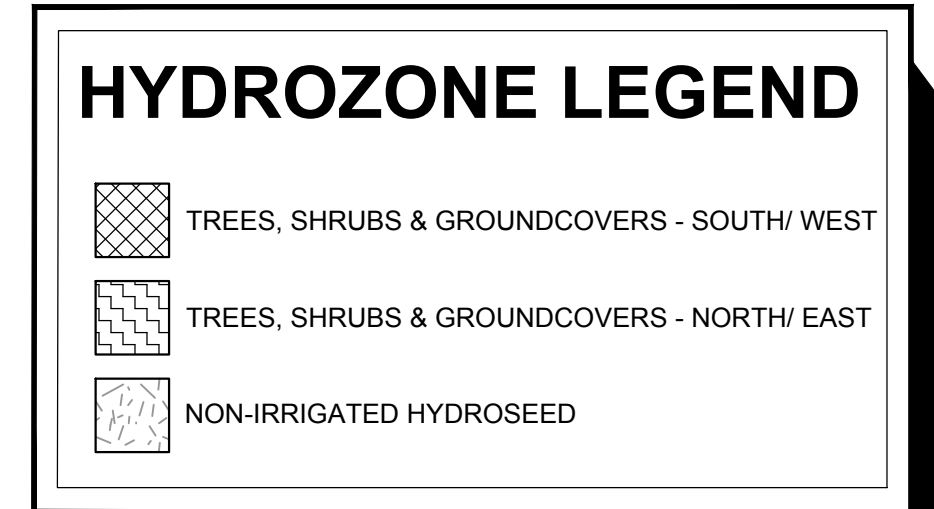 HYDROZONE LEGEND
TREES, SHRUBS & GROUNDCOVERS - SOUTH/ WEST
TREES, SHRUBS & GROUNDCOVERS - NORTH/ EAST
NON-IRRIGATED HYDROSEED